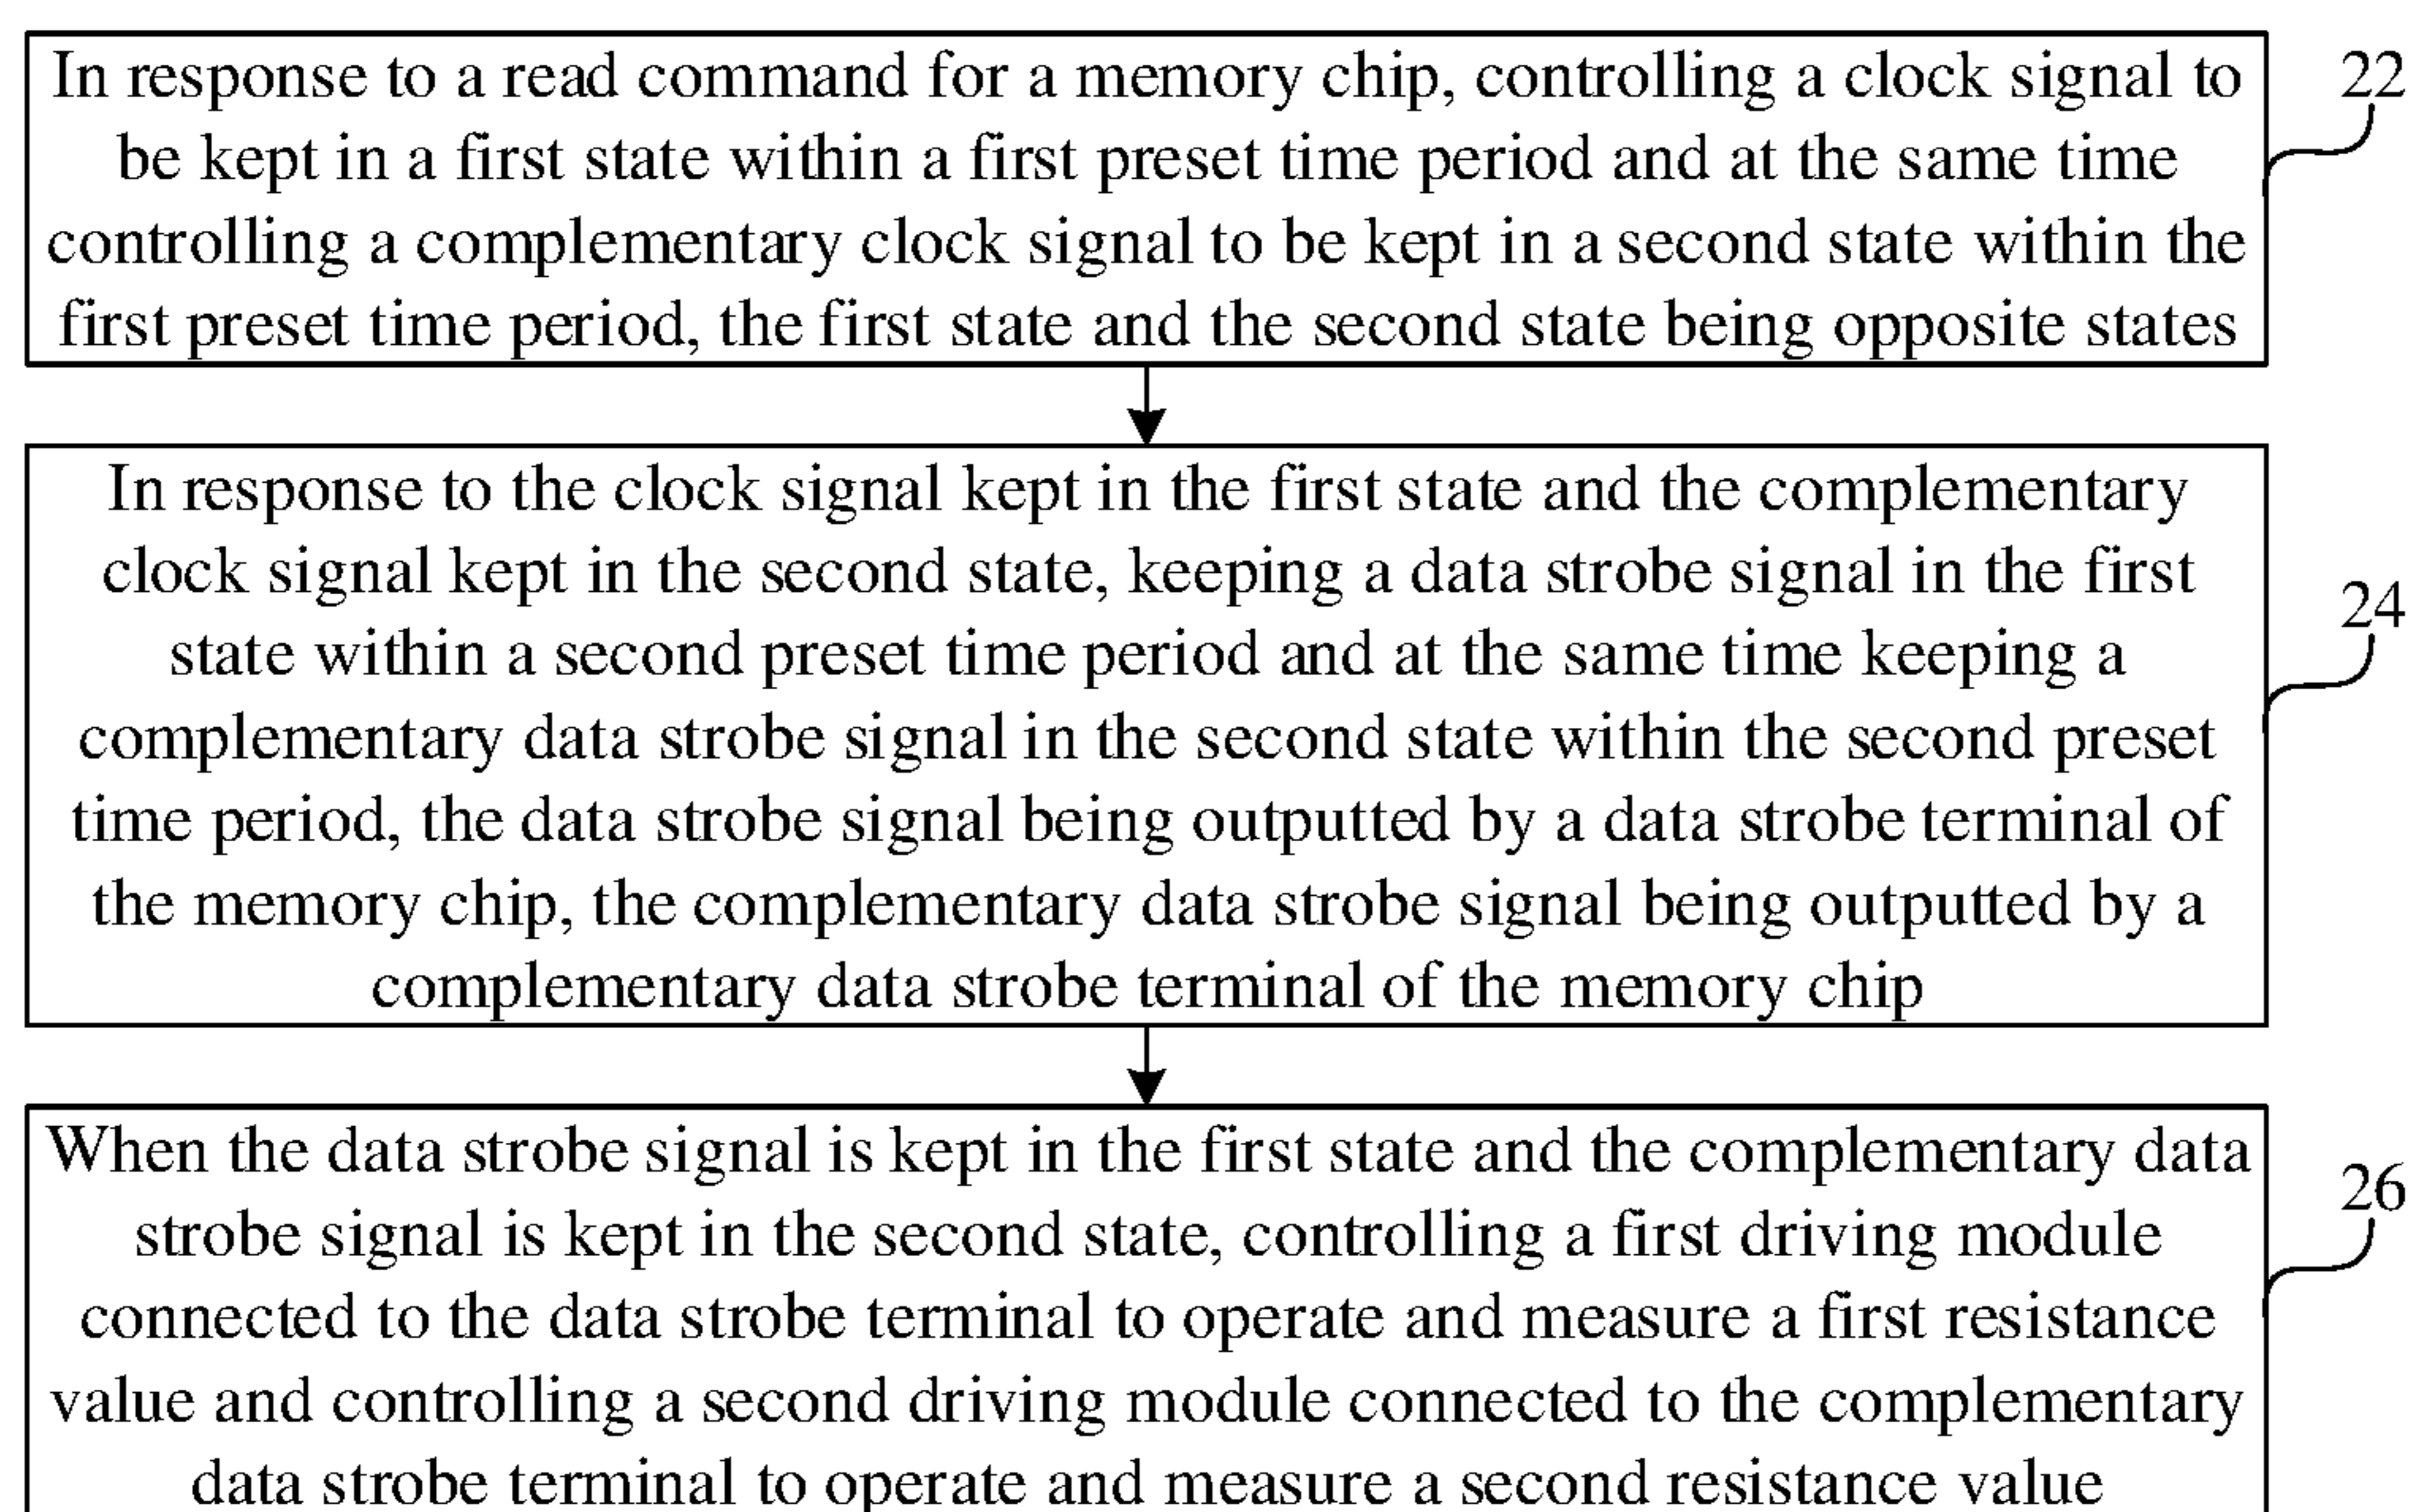 In response to a read command for a memory chip, controlling a clock signal to
be kept in a first state within a first preset time period and at the same time
controlling a complementary clock signal to be kept in a second state within the
first preset time period, the first state and the second state being opposite states
22
In response to the clock signal kept in the first state and the complementary
clock signal kept in the second state, keeping a data strobe signal in the first
state within a second preset time period and at the same time keeping a
complementary data strobe signal in the second state within the second preset
time period, the data strobe signal being outputted by a data strobe terminal of
the memory chip, the complementary data strobe signal being outputted by a
complementary data strobe terminal of the memory chip
24
When the data strobe signal is kept in the first state and the complementary data
strobe signal is kept in the second state, controlling a first driving module
connected to the data strobe terminal to operate and measure a first resistance
value and controlling a second driving module connected to the complementary
data strobe terminal to operate and measure a second resistance value
26